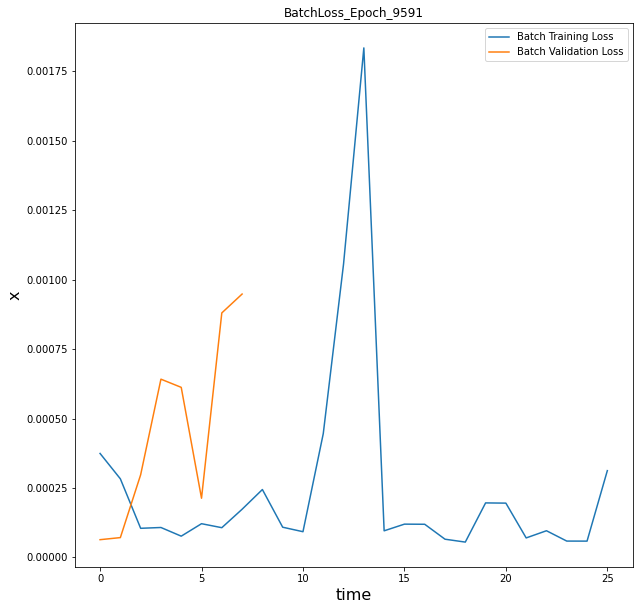 BatchLoss_Epoch_9591
Batch Training Loss
Batch Validation Loss
0.00175
0.00150
0.00125
0.00100
0.00075
0.00050
0.00025
0.00000
x
0 5 10 15 20 25
time